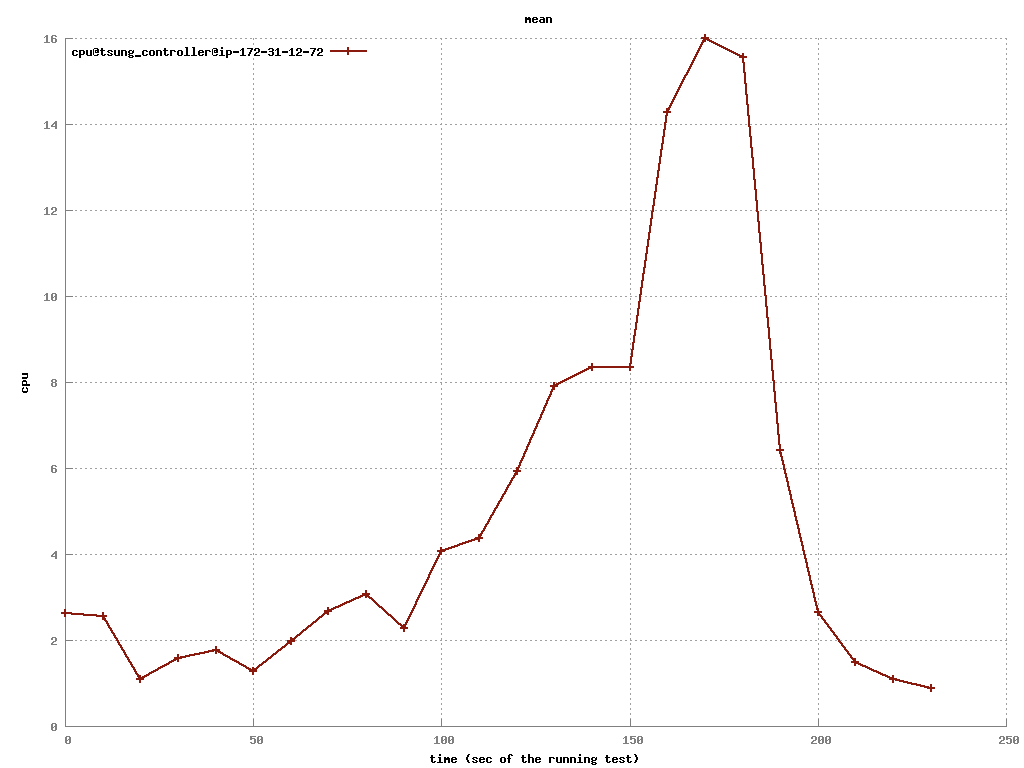 mean
cpu@tsung_controller@ip-172-31-12-72
16
14
12
10
8
6
4
2
0
cpu
0 50 100 150 200 250
time (sec of the running test)